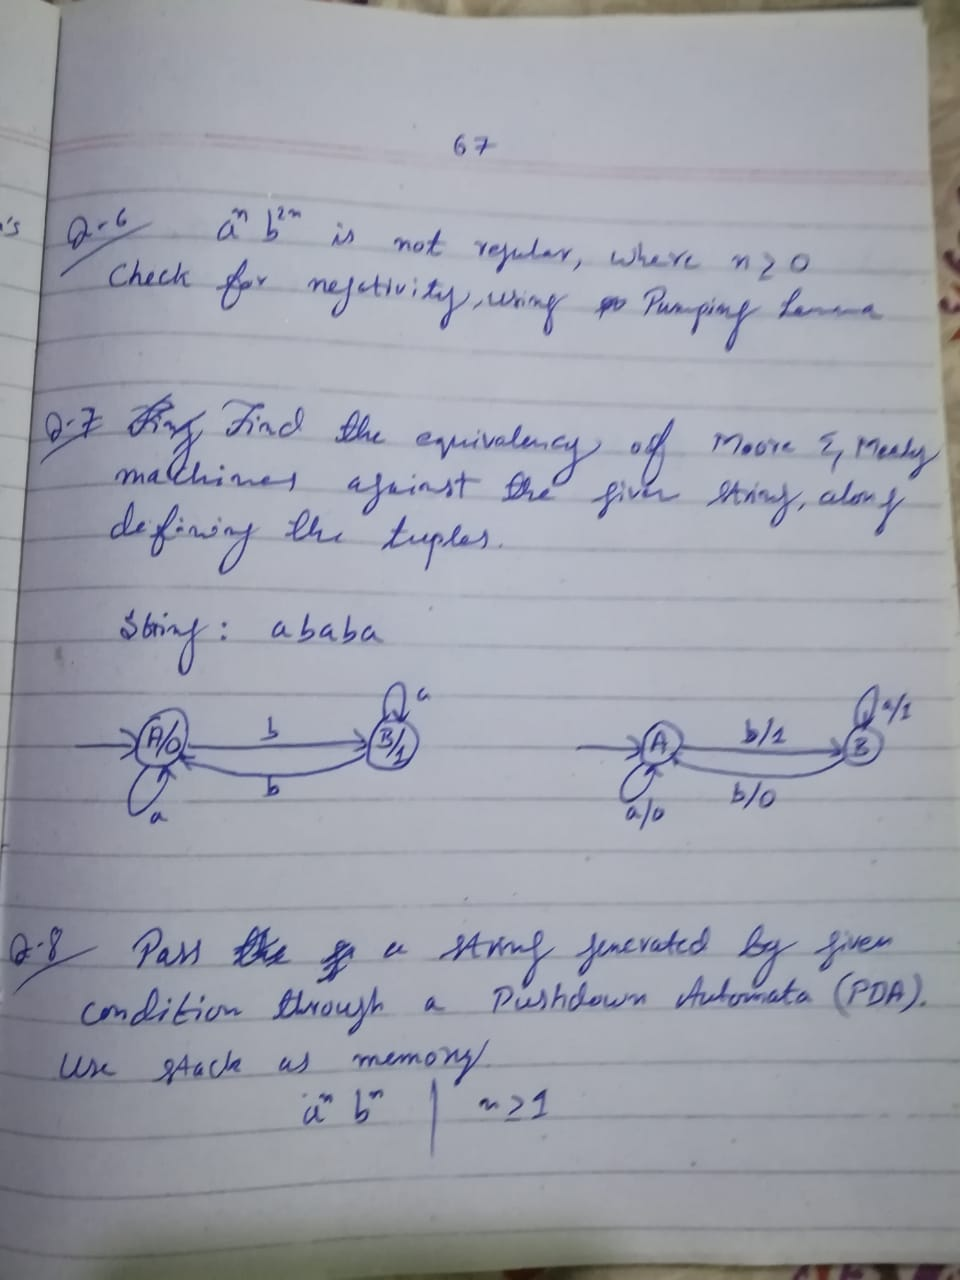 67
's
Q-6 aⁿ b²ⁿ is not regular, where n ≥ 0
Check for negativity, using Pumping Lemma
Q-7 Find the equivalency of Moore & Mealy
machines against the given string, along
defining the tuples.
String: ababa
A/0 b B/1 a b a
A b/1 B a/1 b/0 a/0
Q-8 Pass a string generated by given
condition through a Pushdown Automata (PDA).
Use stack as memory.
aⁿ bⁿ | n ≥ 1